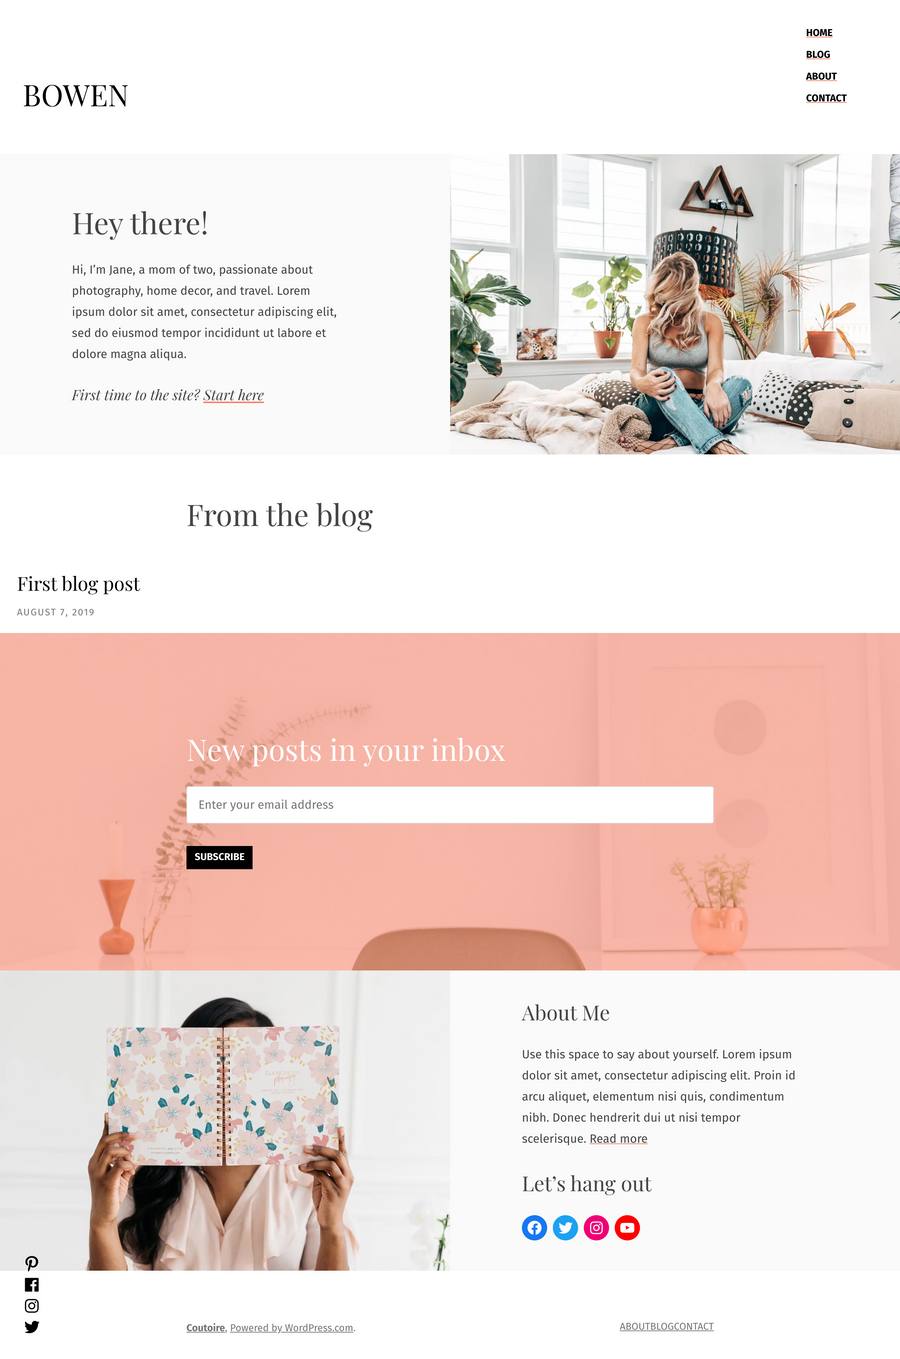 HOME
BLOG
ABOUT
CONTACT
BOWEN
Hey there!
Hi, I’m Jane, a mom of two, passionate about
photography, home decor, and travel. Lorem
ipsum dolor sit amet, consectetur adipiscing elit,
sed do eiusmod tempor incididunt ut labore et
dolore magna aliqua.
First time to the site? Start here
From the blog
First blog post
AUGUST 7, 2019
New posts in your inbox
Enter your email address
SUBSCRIBE
About Me
Use this space to say about yourself. Lorem ipsum
dolor sit amet, consectetur adipiscing elit. Proin id
arcu aliquet, elementum nisi quis, condimentum
nibh. Donec hendrerit dui ut nisi tempor
scelerisque. Read more
Let’s hang out
Coutoire, Powered by WordPress.com.
ABOUTBLOGCONTACT